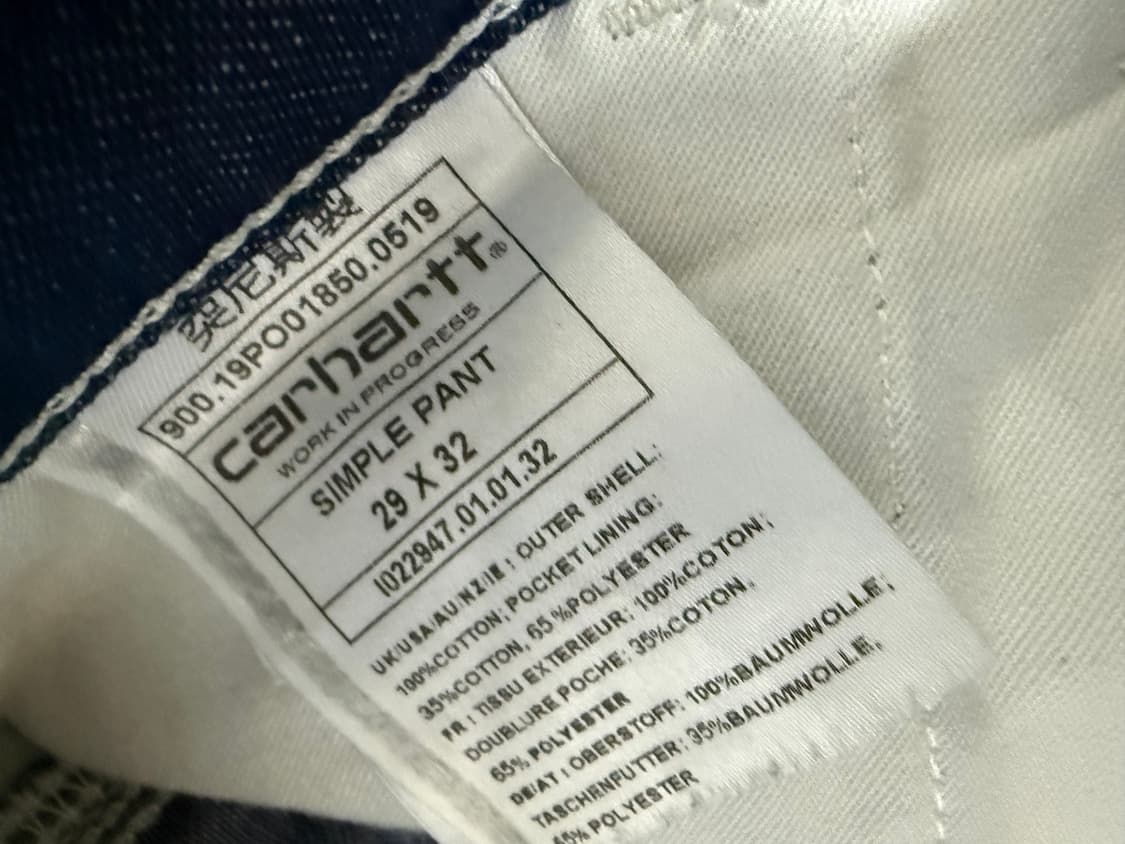 突尼斯製
900.19PO01850.0519
carhartt®
WORK IN PROGRESS
SIMPLE PANT
29 X 32
I022947.01.01.32
UK/USA/AU/NZ/IE : OUTER SHELL:
100%COTTON; POCKET LINING:
35%COTTON, 65%POLYESTER
FR : TISSU EXTERIEUR: 100%COTON;
DOUBLURE POCHE: 35%COTON,
65% POLYESTER
DE/AT : OBERSTOFF: 100%BAUMWOLLE;
TASCHENFUTTER: 35%BAUMWOLLE,
65% POLYESTER